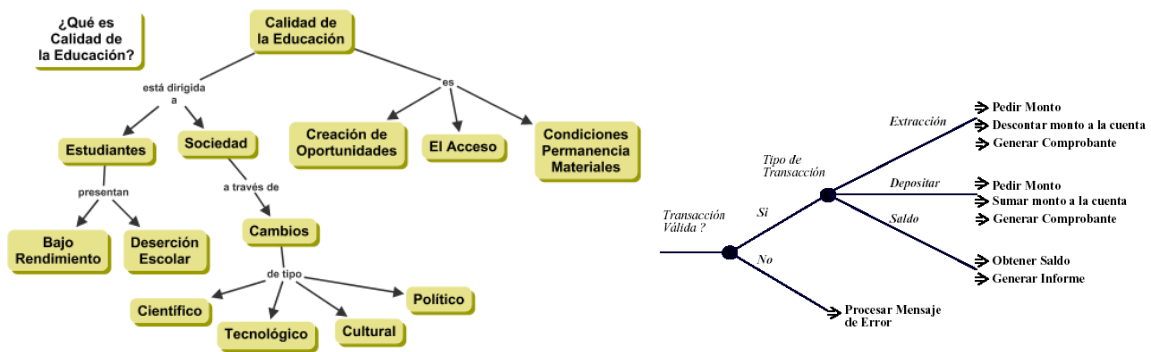 ¿Qué es
Calidad de
la Educación?
Calidad de
la Educación
está dirigida
a
es
Estudiantes
Sociedad
Creación de
Oportunidades
El Acceso
Condiciones
Permanencia
Materiales
presentan
a través de
Bajo
Rendimiento
Deserción
Escolar
Cambios
de tipo
Científico
Tecnológico
Cultural
Político
Transacción
Válida ?
Si
No
Tipo de
Transacción
Extracción
Pedir Monto
Descontar monto a la cuenta
Generar Comprobante
Depositar
Pedir Monto
Sumar monto a la cuenta
Generar Comprobante
Saldo
Obtener Saldo
Generar Informe
Procesar Mensaje
de Error